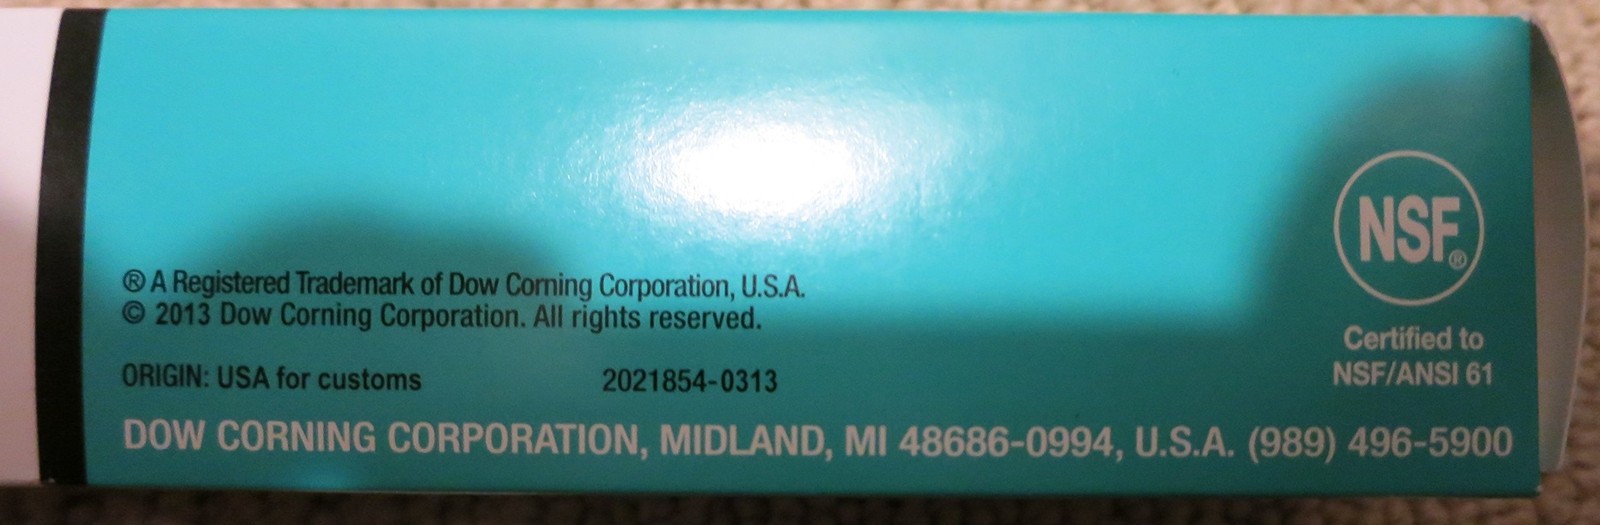 ® A Registered Trademark of Dow Corning Corporation, U.S.A.
© 2013 Dow Corning Corporation. All rights reserved.
ORIGIN: USA for customs 2021854-0313
DOW CORNING CORPORATION, MIDLAND, MI 48686-0994, U.S.A. (989) 496-5900
NSF®
Certified to
NSF/ANSI 61